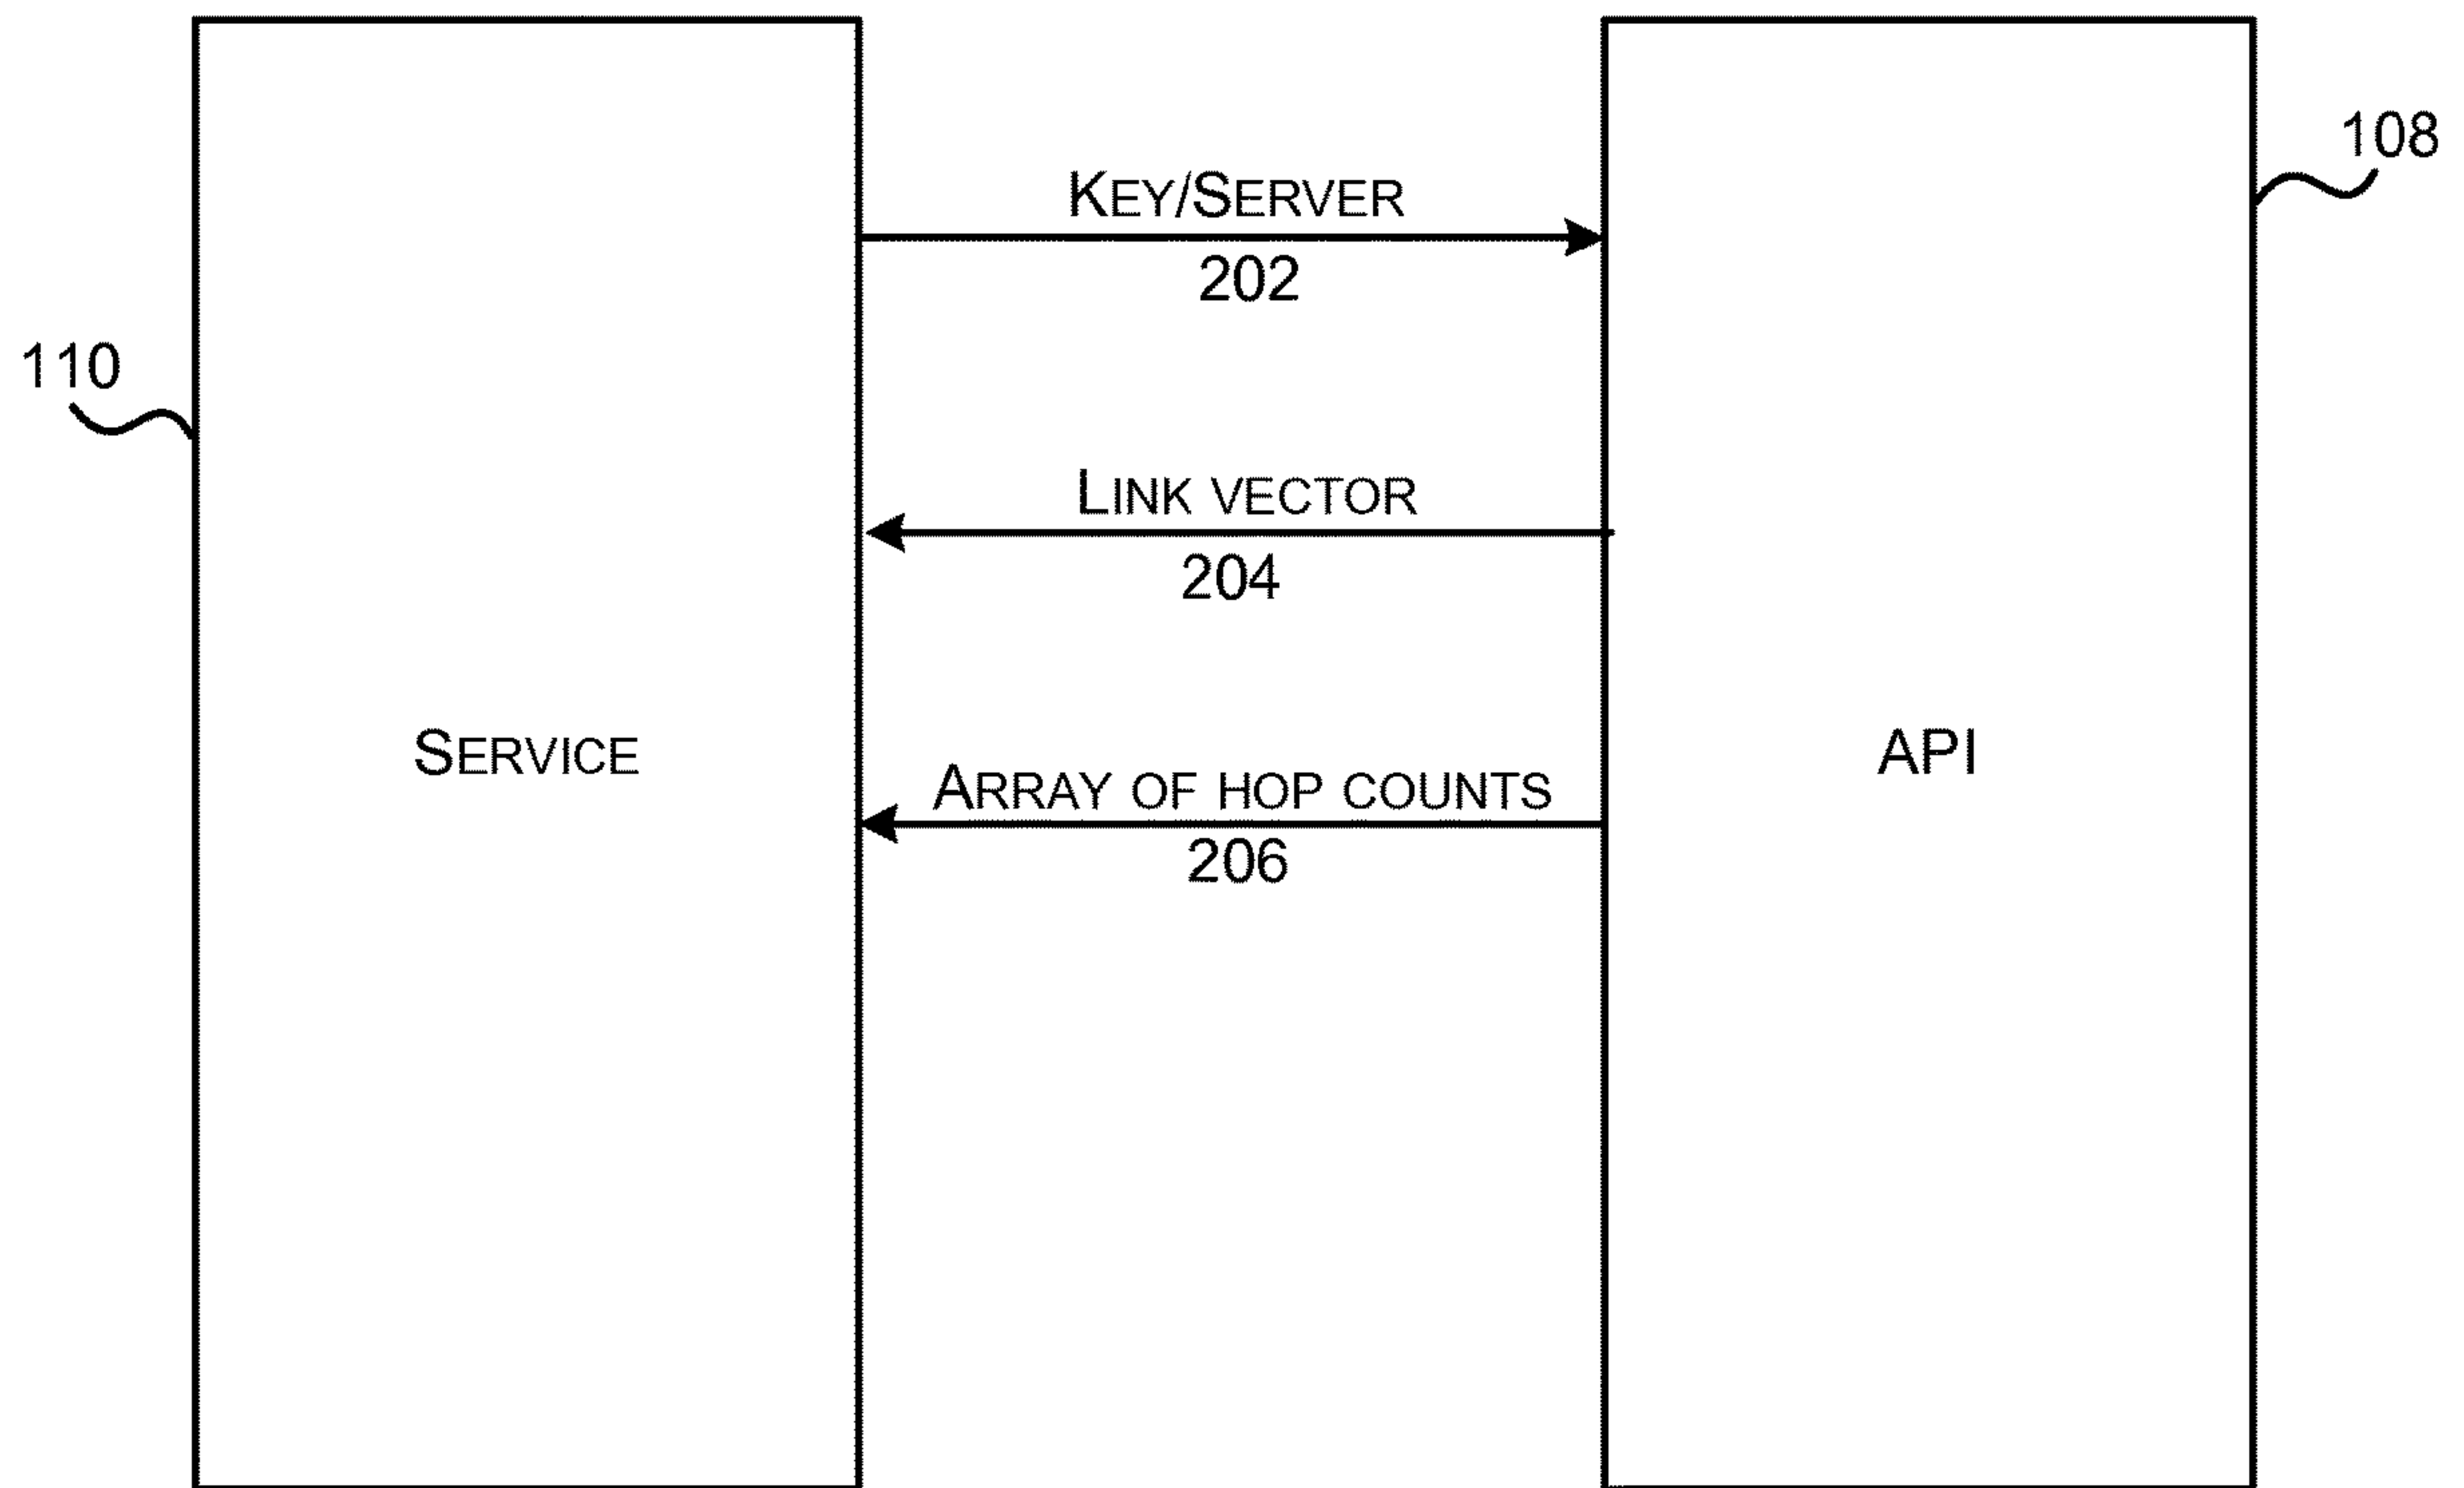 108
KEY/SERVER
202
110
LINK VECTOR
204
SERVICE
API
ARRAY OF HOP COUNTS
206